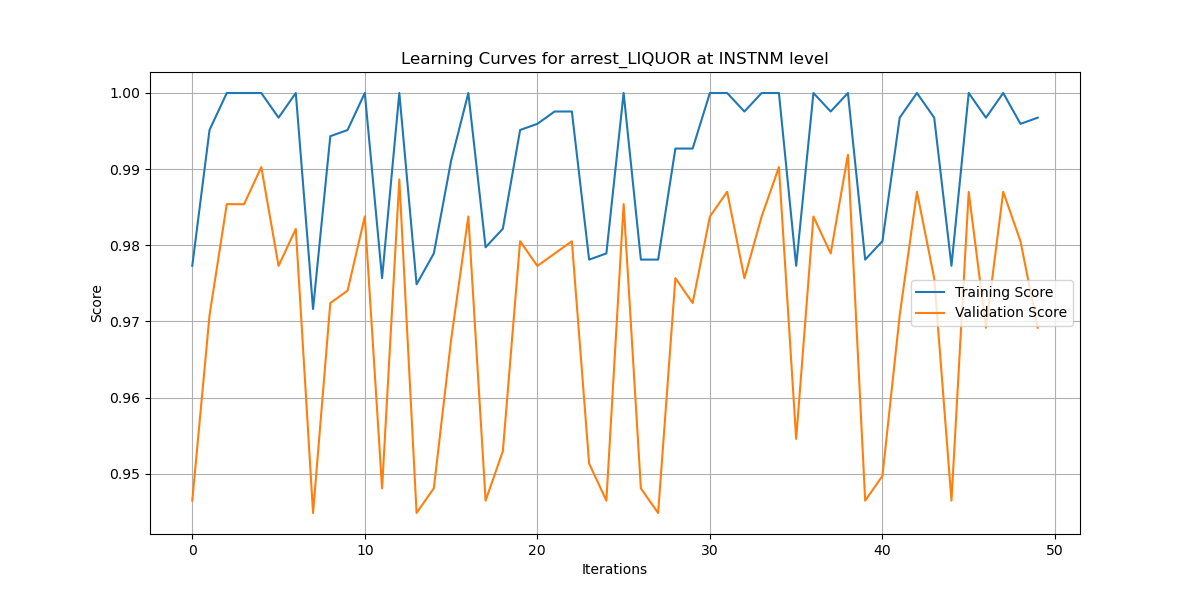 Learning Curves for arrest_LIQUOR at INSTNM level
1.00
0.99
0.98
0.97
0.96
0.95
Score
Training Score
Validation Score
0 10 20 30 40 50
Iterations